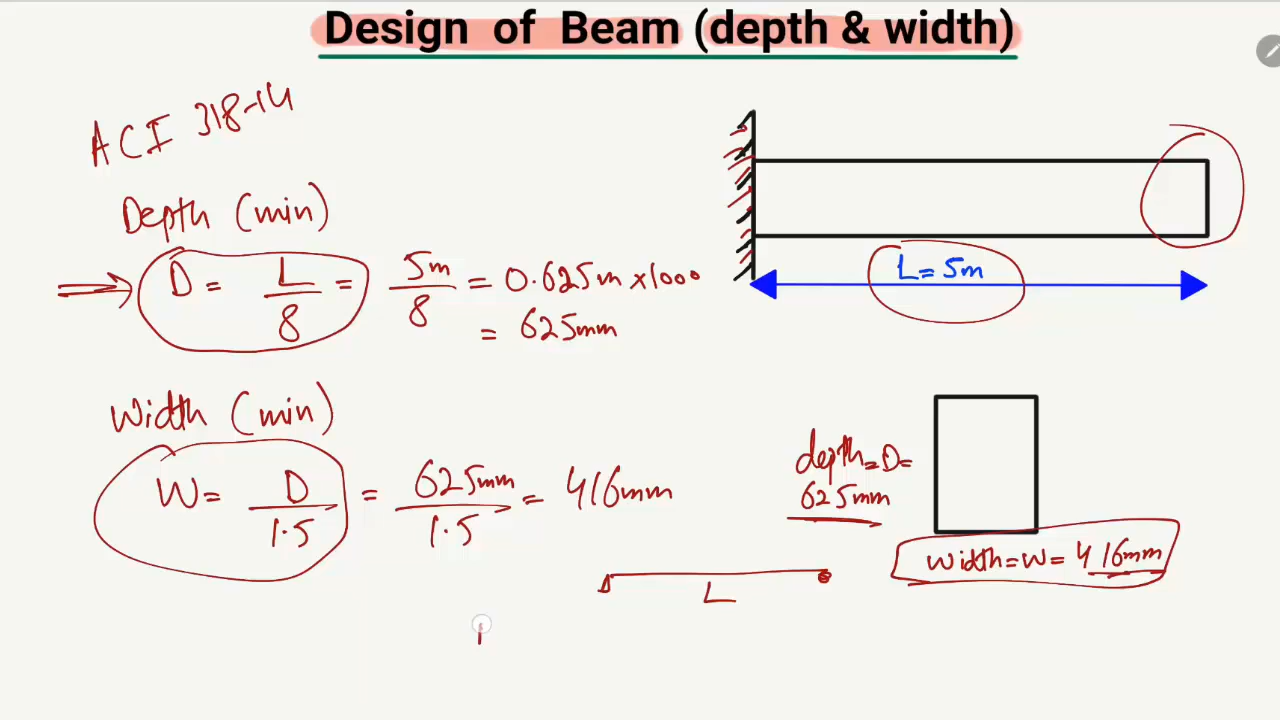 Design of Beam (depth & width)
ACI 318-14
Depth (min)
D = L/8 = 5m/8 = 0.625m x1000
= 625mm
L= 5m
Width (min)
W= D/1.5 = 625mm/1.5 = 416mm
depth=D=
625mm
Width=W= 416mm
L